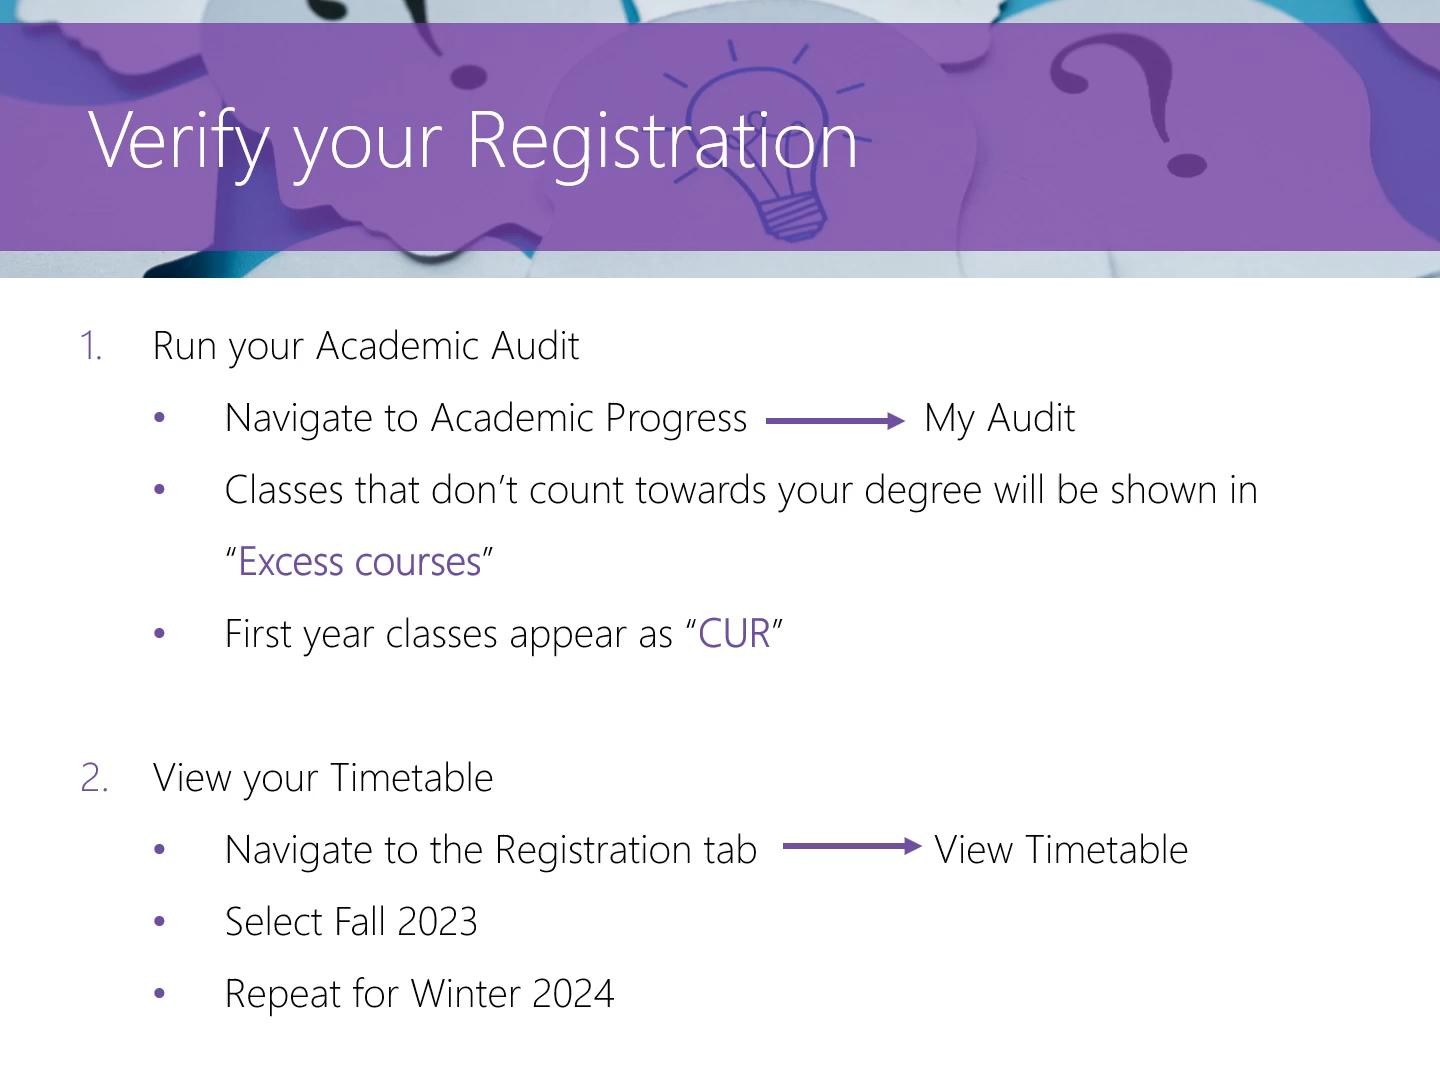 Verify your Registration
1. Run your Academic Audit
• Navigate to Academic Progress My Audit
• Classes that don’t count towards your degree will be shown in
“Excess courses”
• First year classes appear as “CUR”
2. View your Timetable
• Navigate to the Registration tab View Timetable
• Select Fall 2023
• Repeat for Winter 2024